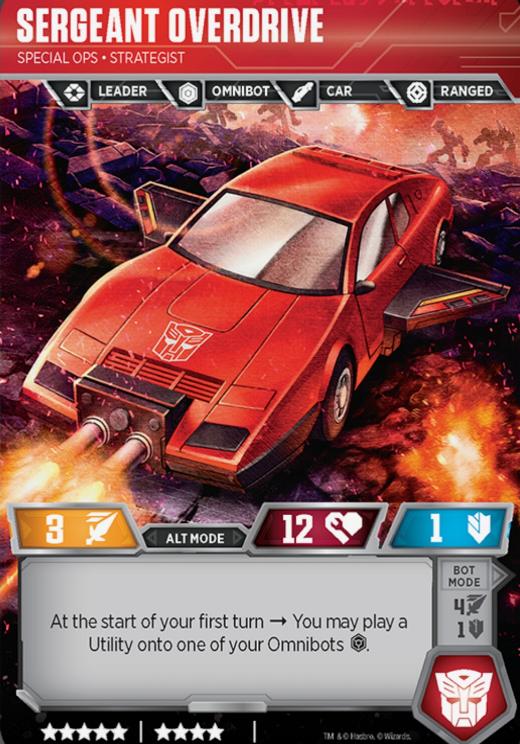 SERGEANT OVERDRIVE
SPECIAL OPS • STRATEGIST
LEADER OMNIBOT CAR RANGED
3 ALT MODE 12 1
BOT
MODE
4
1
At the start of your first turn → You may play a
Utility onto one of your Omnibots.
TM & © Hasbro. © Wizards.